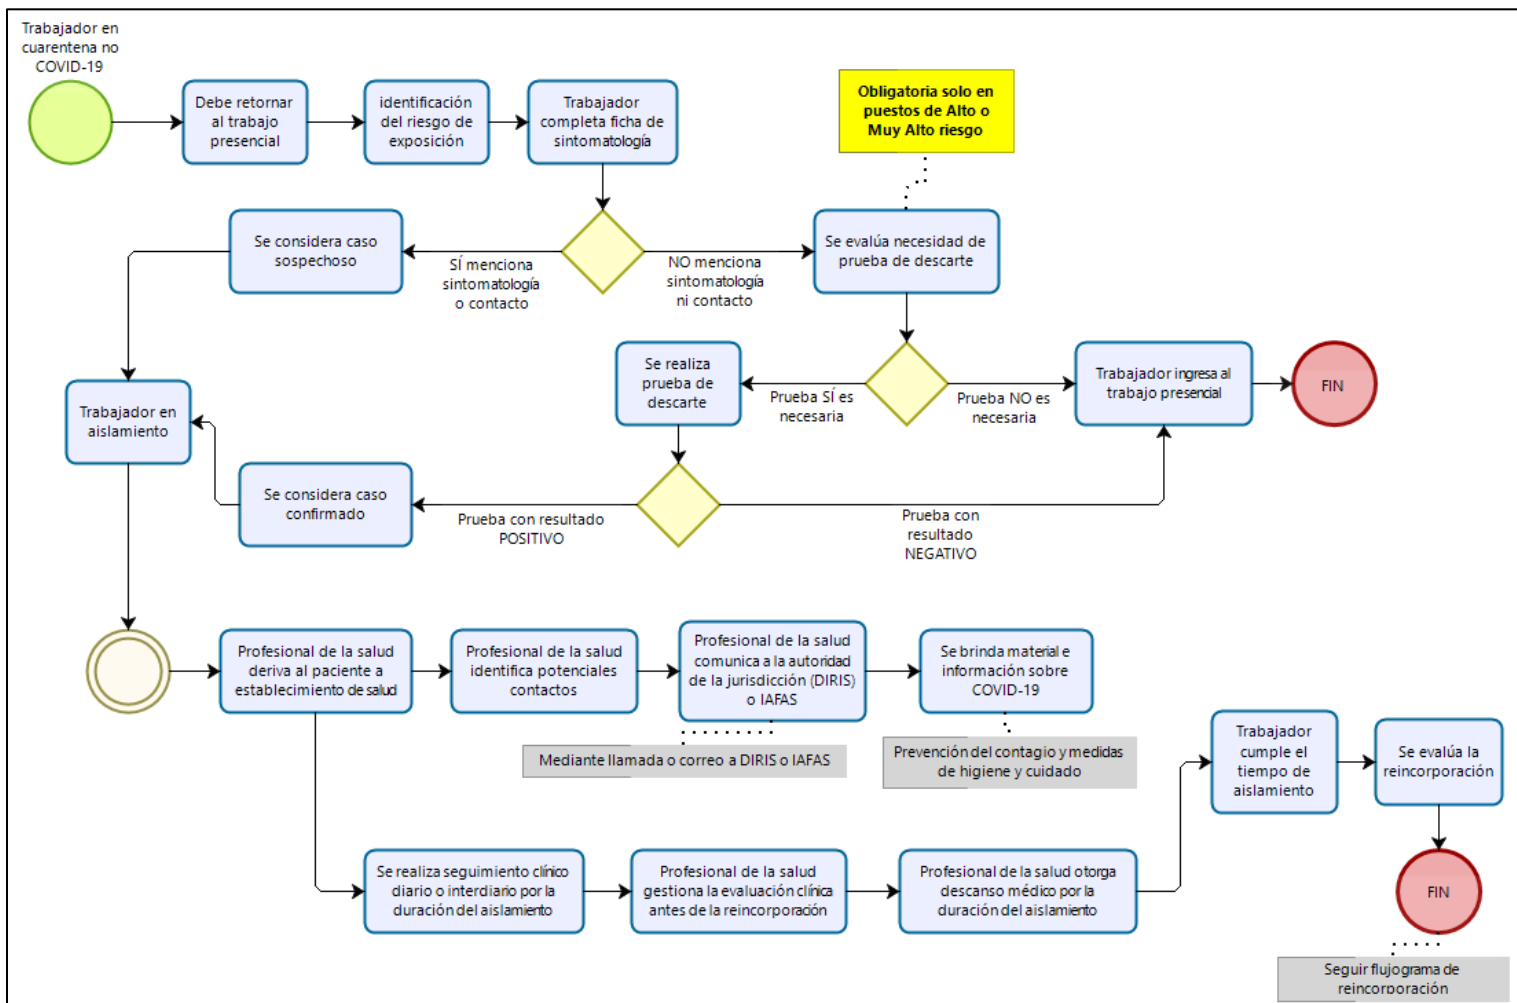 Trabajador en
cuarentena no
COVID-19
Debe retornar
al trabajo
presencial
identificación
del riesgo de
exposición
Trabajador
completa ficha de
sintomatología
Obligatoria solo en
puestos de Alto o
Muy Alto riesgo
Se considera caso
sospechoso
SÍ menciona
sintomatología
o contacto
NO menciona
sintomatología
ni contacto
Se evalúa necesidad de
prueba de descarte
Se realiza
prueba de
descarte
Prueba SÍ es
necesaria
Prueba NO es
necesaria
Trabajador ingresa al
trabajo presencial
FIN
Trabajador en
aislamiento
Se considera caso
confirmado
Prueba con resultado
POSITIVO
Prueba con
resultado
NEGATIVO
Profesional de la salud
deriva al paciente a
establecimiento de salud
Profesional de la salud
identifica potenciales
contactos
Profesional de la salud
comunica a la autoridad
de la jurisdicción (DIRIS)
o IAFAS
Se brinda material e
información sobre
COVID-19
Mediante llamada o correo a DIRIS o IAFAS
Prevención del contagio y medidas
de higiene y cuidado
Trabajador
cumple el
tiempo de
aislamiento
Se evalúa la
reincorporación
Se realiza seguimiento clínico
diario o interdiario por la
duración del aislamiento
Profesional de la salud
gestiona la evaluación clínica
antes de la reincorporación
Profesional de la salud otorga
descanso médico por la
duración del aislamiento
FIN
Seguir flujograma de
reincorporación